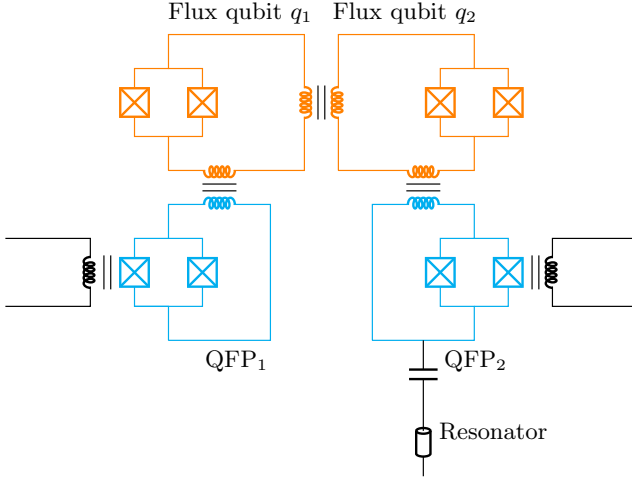 Flux qubit q₁
Flux qubit q₂
QFP₁
QFP₂
Resonator